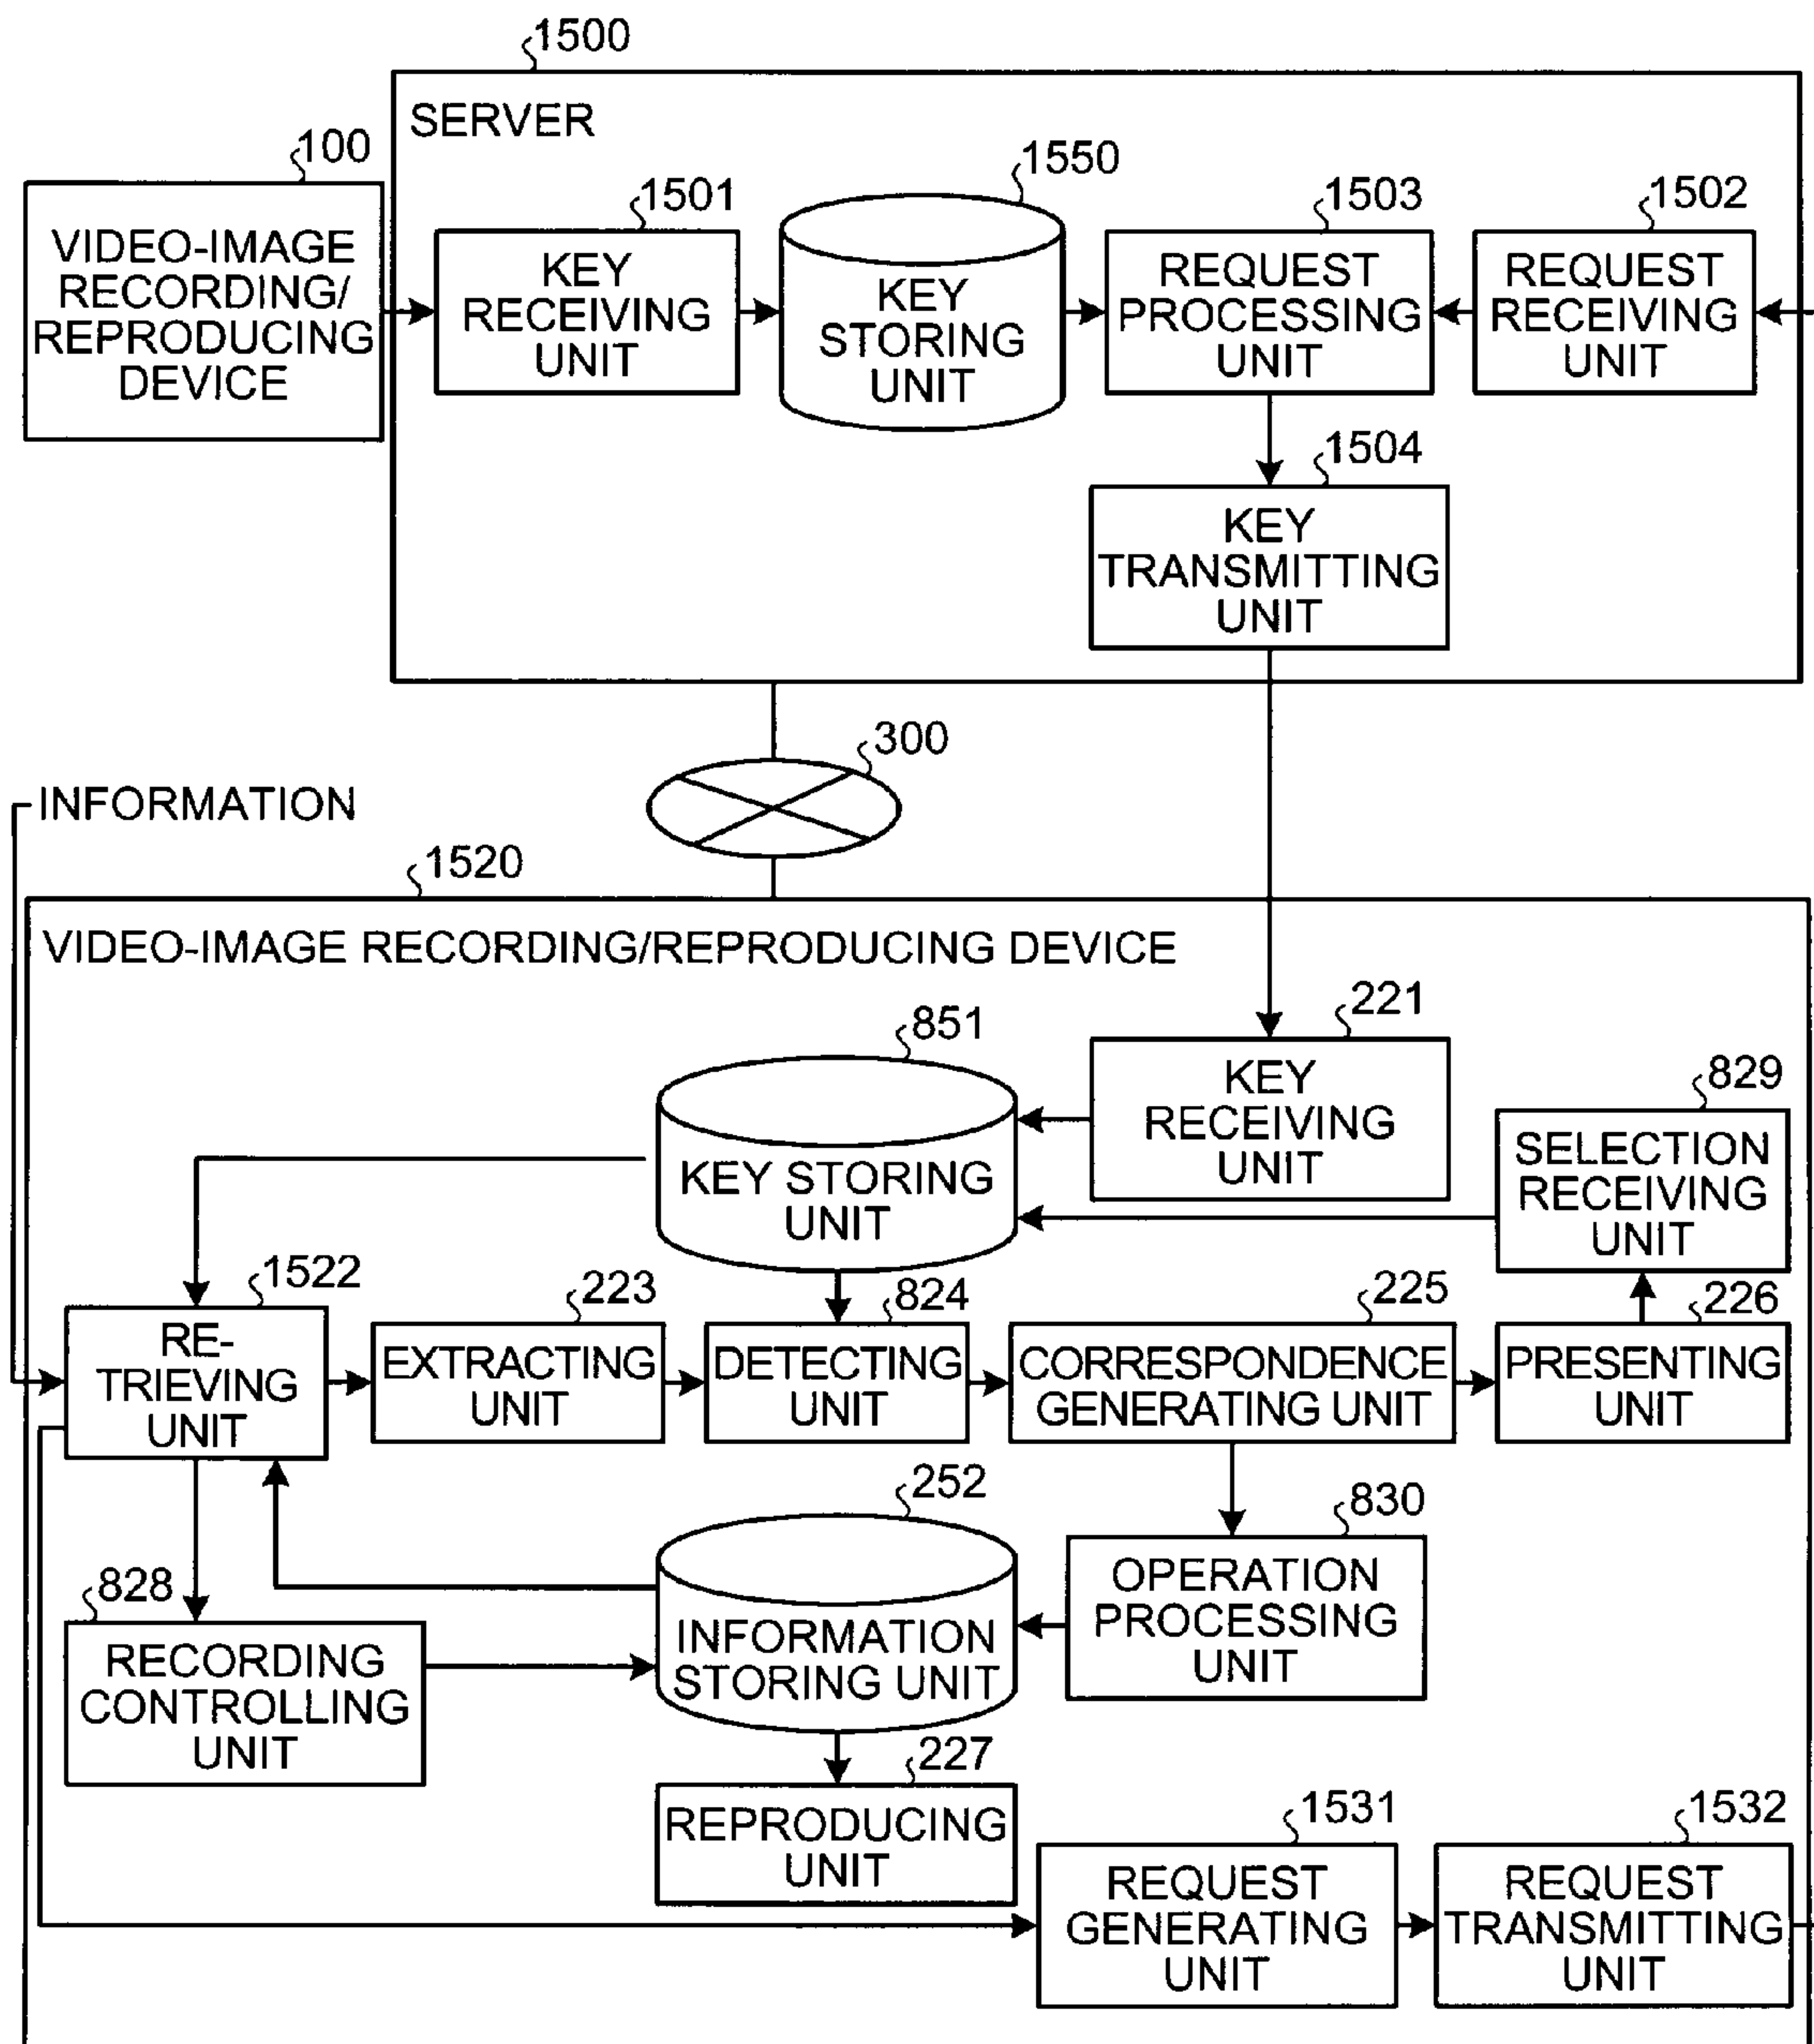 1500
SERVER
100
VIDEO-IMAGE
RECORDING/
REPRODUCING
DEVICE
1501
KEY
RECEIVING
UNIT
1550
KEY
STORING
UNIT
1503
REQUEST
PROCESSING
UNIT
1502
REQUEST
RECEIVING
UNIT
1504
KEY
TRANSMITTING
UNIT
300
INFORMATION
1520
VIDEO-IMAGE RECORDING/REPRODUCING DEVICE
851
KEY STORING
UNIT
221
KEY
RECEIVING
UNIT
829
SELECTION
RECEIVING
UNIT
1522
RE-
TRIEVING
UNIT
223
EXTRACTING
UNIT
824
DETECTING
UNIT
225
CORRESPONDENCE
GENERATING UNIT
226
PRESENTING
UNIT
828
RECORDING
CONTROLLING
UNIT
252
INFORMATION
STORING UNIT
830
OPERATION
PROCESSING
UNIT
227
REPRODUCING
UNIT
1531
REQUEST
GENERATING
UNIT
1532
REQUEST
TRANSMITTING
UNIT